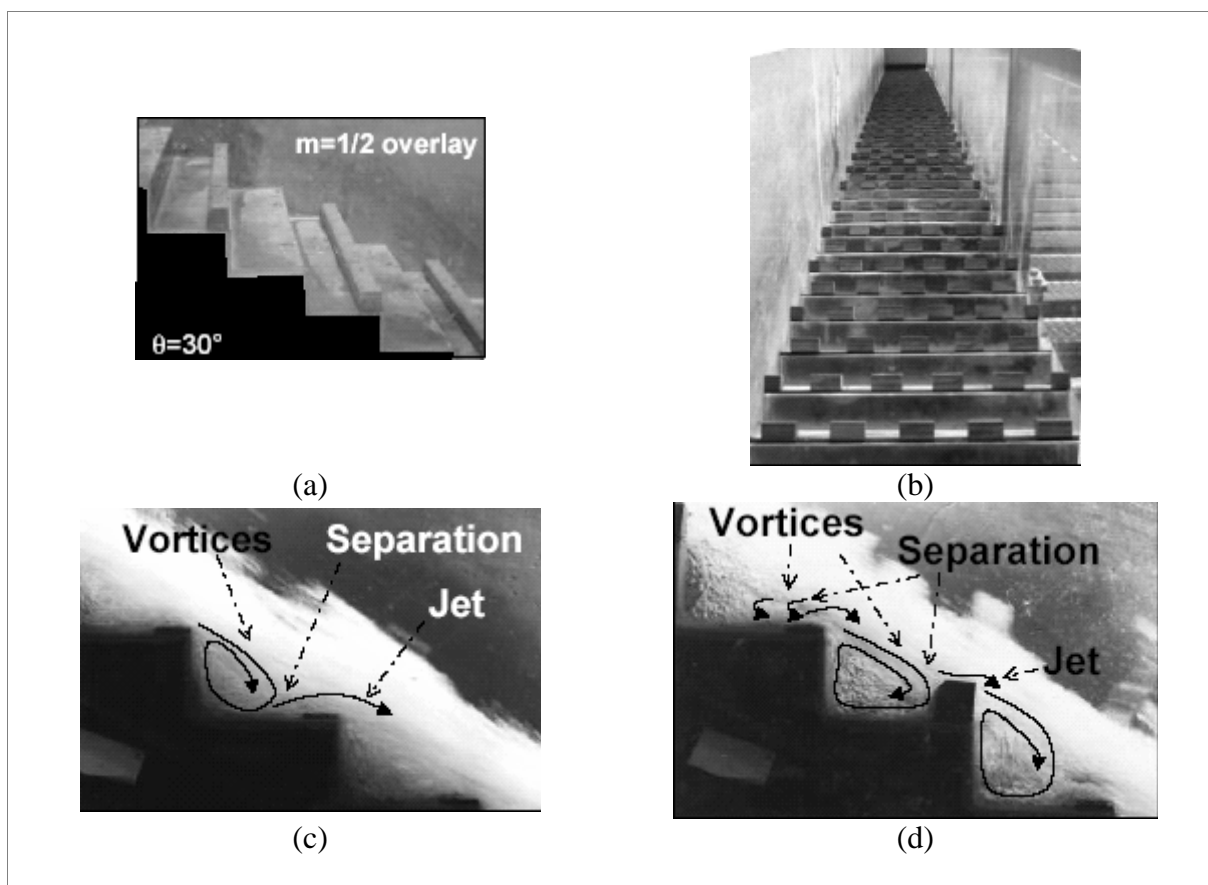 m=1/2 overlay
θ=30°
(a)
(b)
Vortices
Separation
Jet
(c)
Vortices
Separation
Jet
(d)